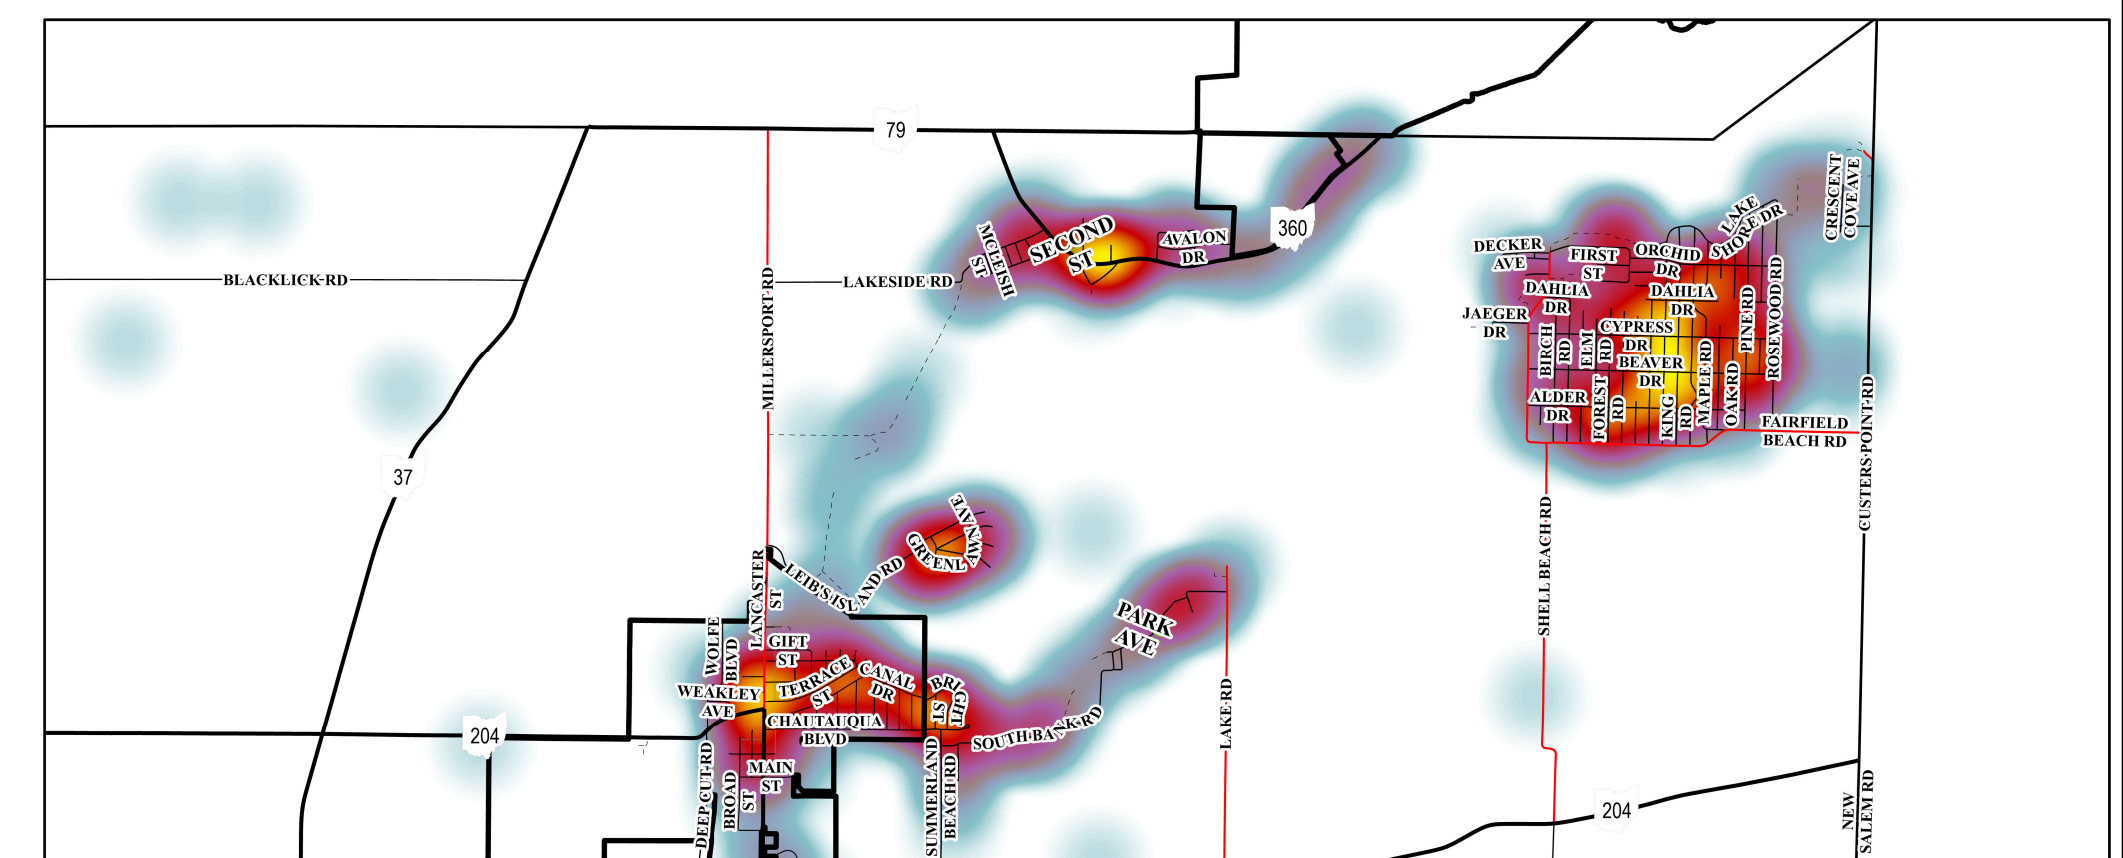 79
MCLEISH
ST
SECOND
ST
AVALON
DR
360
LAKE
SHORE DR
CRESCENT
COVE AVE
DECKER
AVE
FIRST
ST
ORCHID
DR
BLACKLICK RD
LAKESIDE RD
DAHLIA
DR
DAHLIA
DR
JAEGER
DR
CYPRESS
DR
BEAVER
DR
BIRCH
RD
ELM
RD
PINE RD
ROSEWOOD RD
MAPLE RD
OAK RD
ALDER
DR
FOREST
RD
KING
RD
FAIRFIELD
BEACH RD
MILLERSPORT RD
CUSTERS POINT RD
37
GREENLAWN AVE
LEIB'S ISLAND RD
LANCASTER
ST
SHELL BEACH RD
PARK
AVE
WOLFE
BLVD
GIFT
ST
TERRACE
ST
CANAL
DR
BRIGHT
ST
WEAKLEY
AVE
CHAUTAUQUA
BLVD
SOUTH BANK RD
LAKE RD
204
MAIN
ST
DEEP CUT RD
BROAD
ST
SUMMERLAND
BEACH RD
204
NEW
SALEM RD